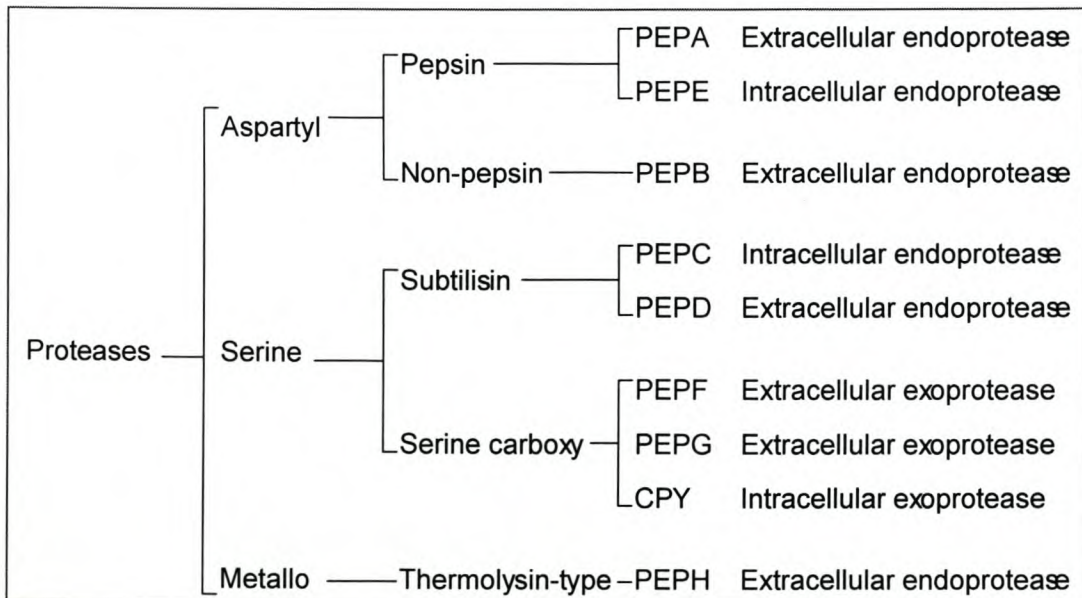 PEPA Extracellular endoprotease
Pepsin
PEPE Intracellular endoprotease
Aspartyl
Non-pepsin PEPB Extracellular endoprotease
PEPC Intracellular endoprotease
Subtilisin
PEPD Extracellular endoprotease
Proteases Serine
PEPF Extracellular exoprotease
Serine carboxy PEPG Extracellular exoprotease
CPY Intracellular exoprotease
Metallo Thermolysin-type PEPH Extracellular endoprotease